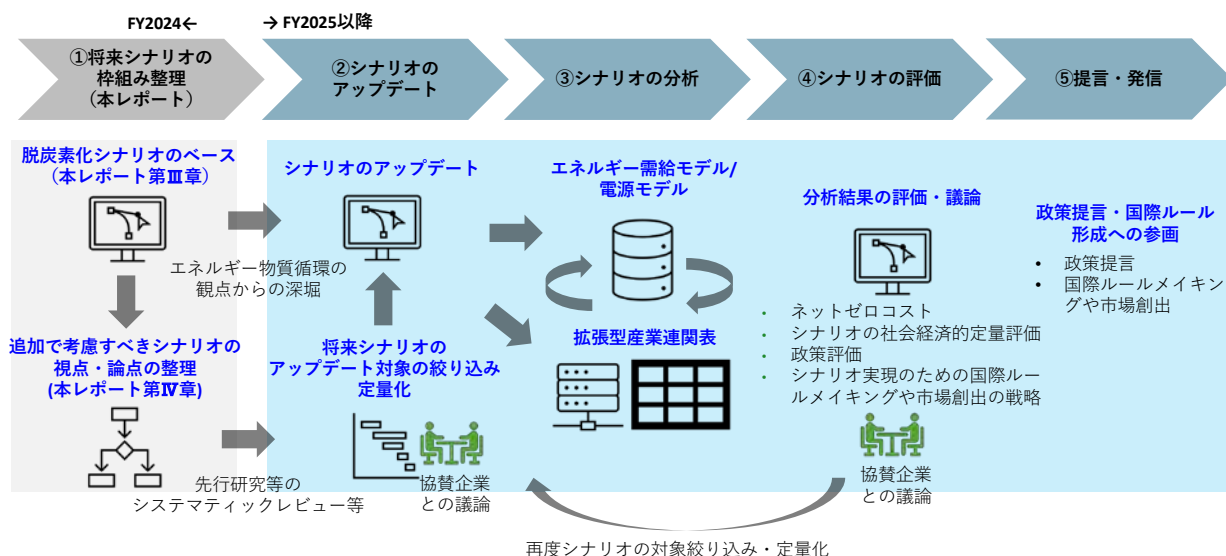 FY2024←
→ FY2025以降
①将来シナリオの
枠組み整理
（本レポート）
②シナリオの
アップデート
③シナリオの分析
④シナリオの評価
⑤提言・発信
脱炭素化シナリオのベース
（本レポート第Ⅲ章）
エネルギー物質循環の
観点からの深堀
追加で考慮すべきシナリオの
視点・論点の整理
(本レポート第Ⅳ章)
先行研究等の
システマティックレビュー等
シナリオのアップデート
将来シナリオの
アップデート対象の絞り込み
定量化
協賛企業
との議論
エネルギー需給モデル/
電源モデル
拡張型産業連関表
分析結果の評価・議論
• ネットゼロコスト
• シナリオの社会経済的定量評価
• 政策評価
• シナリオ実現のための国際ルー
ルメイキングや市場創出の戦略
協賛企業
との議論
政策提言・国際ルール
形成への参画
• 政策提言
• 国際ルールメイキン
グや市場創出
再度シナリオの対象絞り込み・定量化